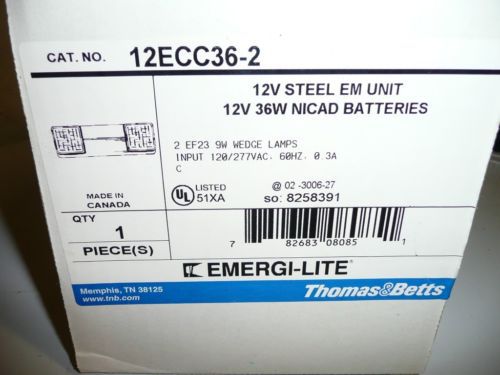 CAT. NO. 12ECC36-2
12V STEEL EM UNIT
12V 36W NICAD BATTERIES
2 EF23 9W WEDGE LAMPS
INPUT 120/277VAC, 60HZ, 0.3A
C
MADE IN
CANADA
UL LISTED
51XA
@ 02 -3006-27
so: 8258391
QTY
1
PIECE(S)
7 82683 08085 1
EMERGI-LITE®
Memphis, TN 38125
www.tnb.com
Thomas&Betts